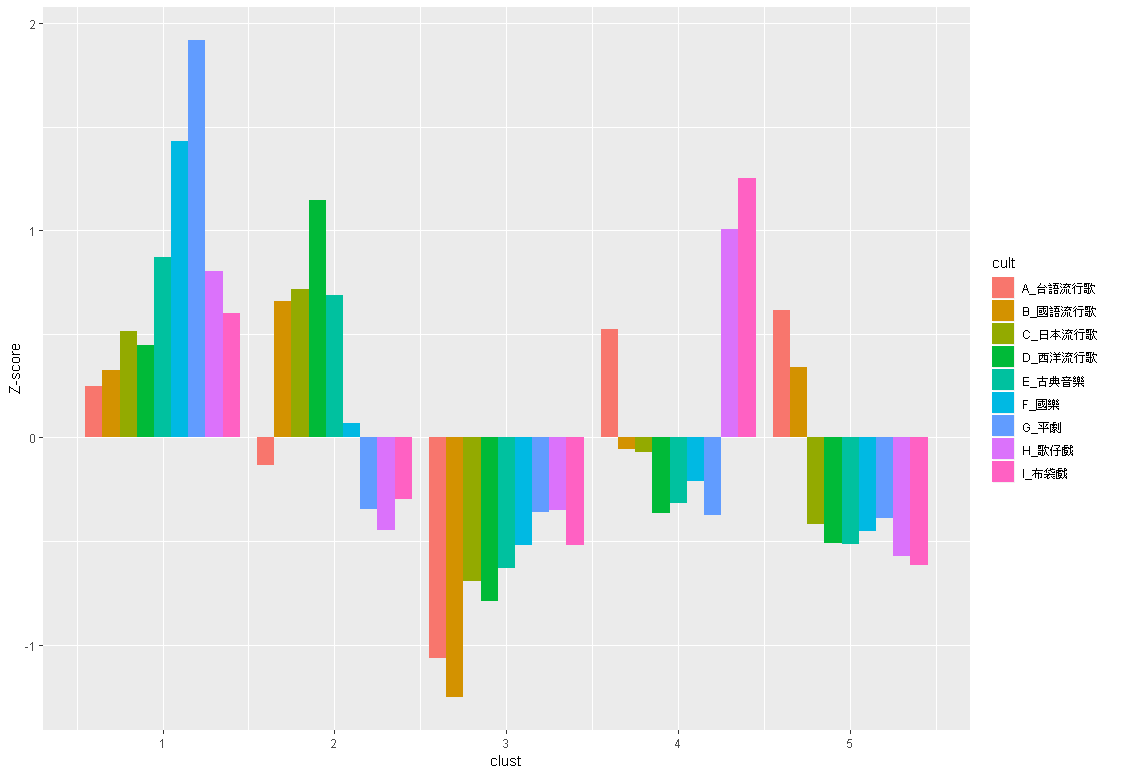 2
1
0
-1
Z-score
1
2
3
4
5
clust
cult
A_台語流行歌
B_國語流行歌
C_日本流行歌
D_西洋流行歌
E_古典音樂
F_國樂
G_平劇
H_歌仔戲
I_布袋戲